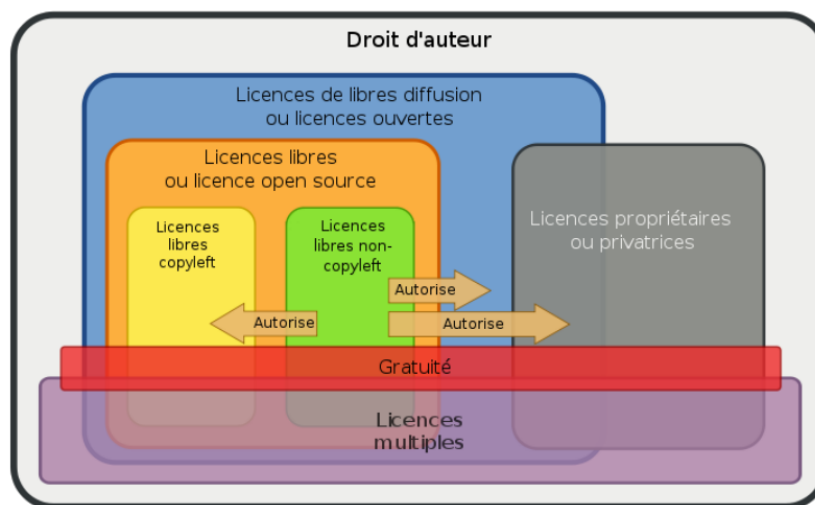 Droit d'auteur
Licences de libres diffusion
ou licences ouvertes
Licences libres
ou licence open source
Licences
libres
copyleft
Licences
libres non-
copyleft
Licences propriétaires
ou privatrices
Autorise
Autorise
Autorise
Gratuité
Licences
multiples